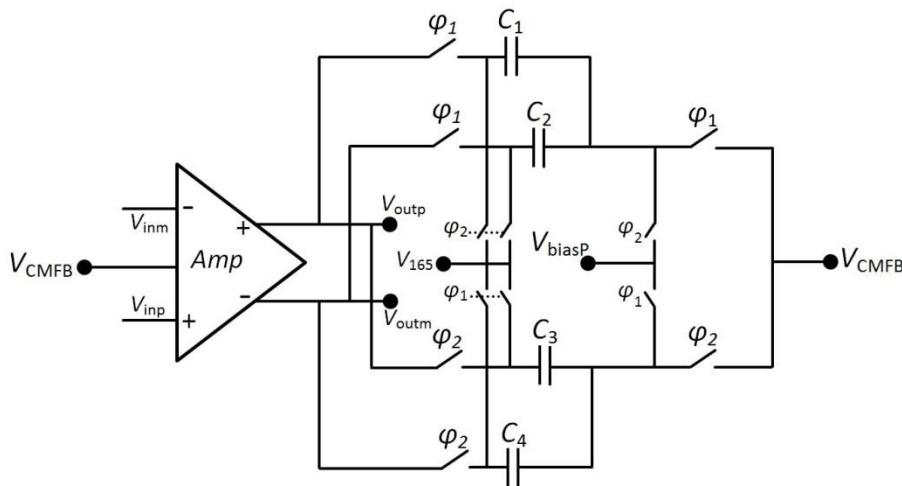 φ1
C1
φ1
C2
φ1
Vinm
-
+
Voutp
φ2
φ2
VCMFB
Amp
V165
VbiasP
VCMFB
Vinp
+
-
Voutm
φ1
φ1
φ2
C3
φ2
φ2
C4